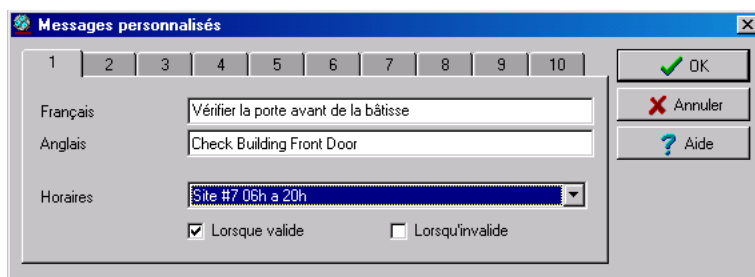 Messages personnalisés
1 2 3 4 5 6 7 8 9 10
OK
Français Vérifier la porte avant de la bâtisse
Annuler
Anglais Check Building Front Door
Aide
Horaires Site #7 06h a 20h
Lorsque valide Lorsqu'invalide